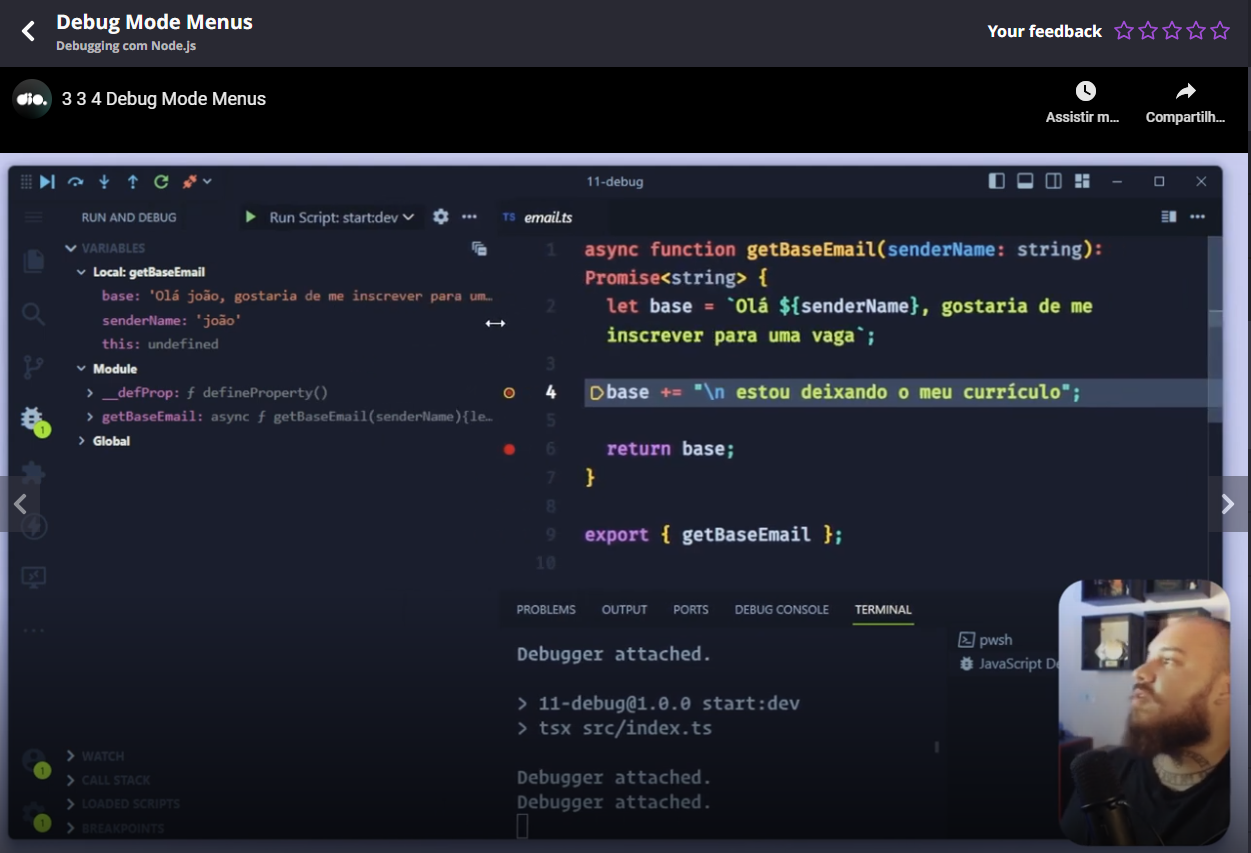 Debug Mode Menus
Debugging com Node.js
Your feedback
dio.
3 3 4 Debug Mode Menus
Assistir m...
Compartilh...
11-debug
RUN AND DEBUG
Run Script: start:dev
TS email.ts
VARIABLES
Local: getBaseEmail
base: 'Olá joão, gostaria de me inscrever para um…
senderName: 'joão'
this: undefined
Module
__defProp: ƒ defineProperty()
getBaseEmail: async ƒ getBaseEmail(senderName){le…
Global
1 async function getBaseEmail(senderName: string):
Promise<string> {
2 let base = `Olá ${senderName}, gostaria de me
inscrever para uma vaga`;
3
4 base += "\n estou deixando o meu currículo";
5
6 return base;
7 }
8
9 export { getBaseEmail };
10
1
PROBLEMS OUTPUT PORTS DEBUG CONSOLE TERMINAL
Debugger attached.
> 11-debug@1.0.0 start:dev
> tsx src/index.ts
Debugger attached.
Debugger attached.
pwsh
JavaScript De
WATCH
CALL STACK
LOADED SCRIPTS
BREAKPOINTS
1
1